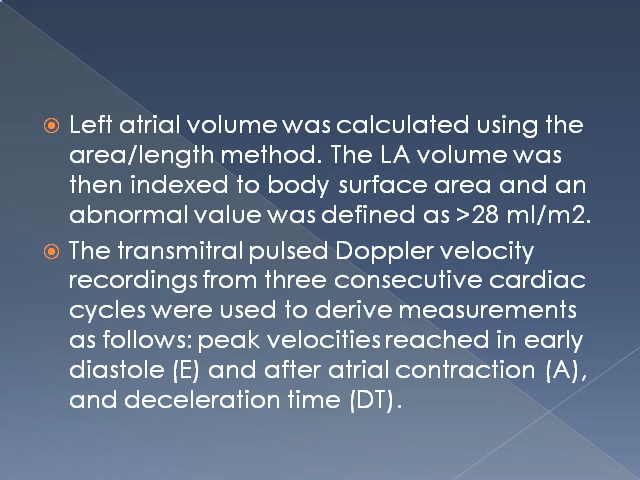 Left atrial volume was calculated using the
area/length method. The LA volume was
then indexed to body surface area and an
abnormal value was defined as >28 ml/m2.
The transmitral pulsed Doppler velocity
recordings from three consecutive cardiac
cycles were used to derive measurements
as follows: peak velocities reached in early
diastole (E) and after atrial contraction (A),
and deceleration time (DT).